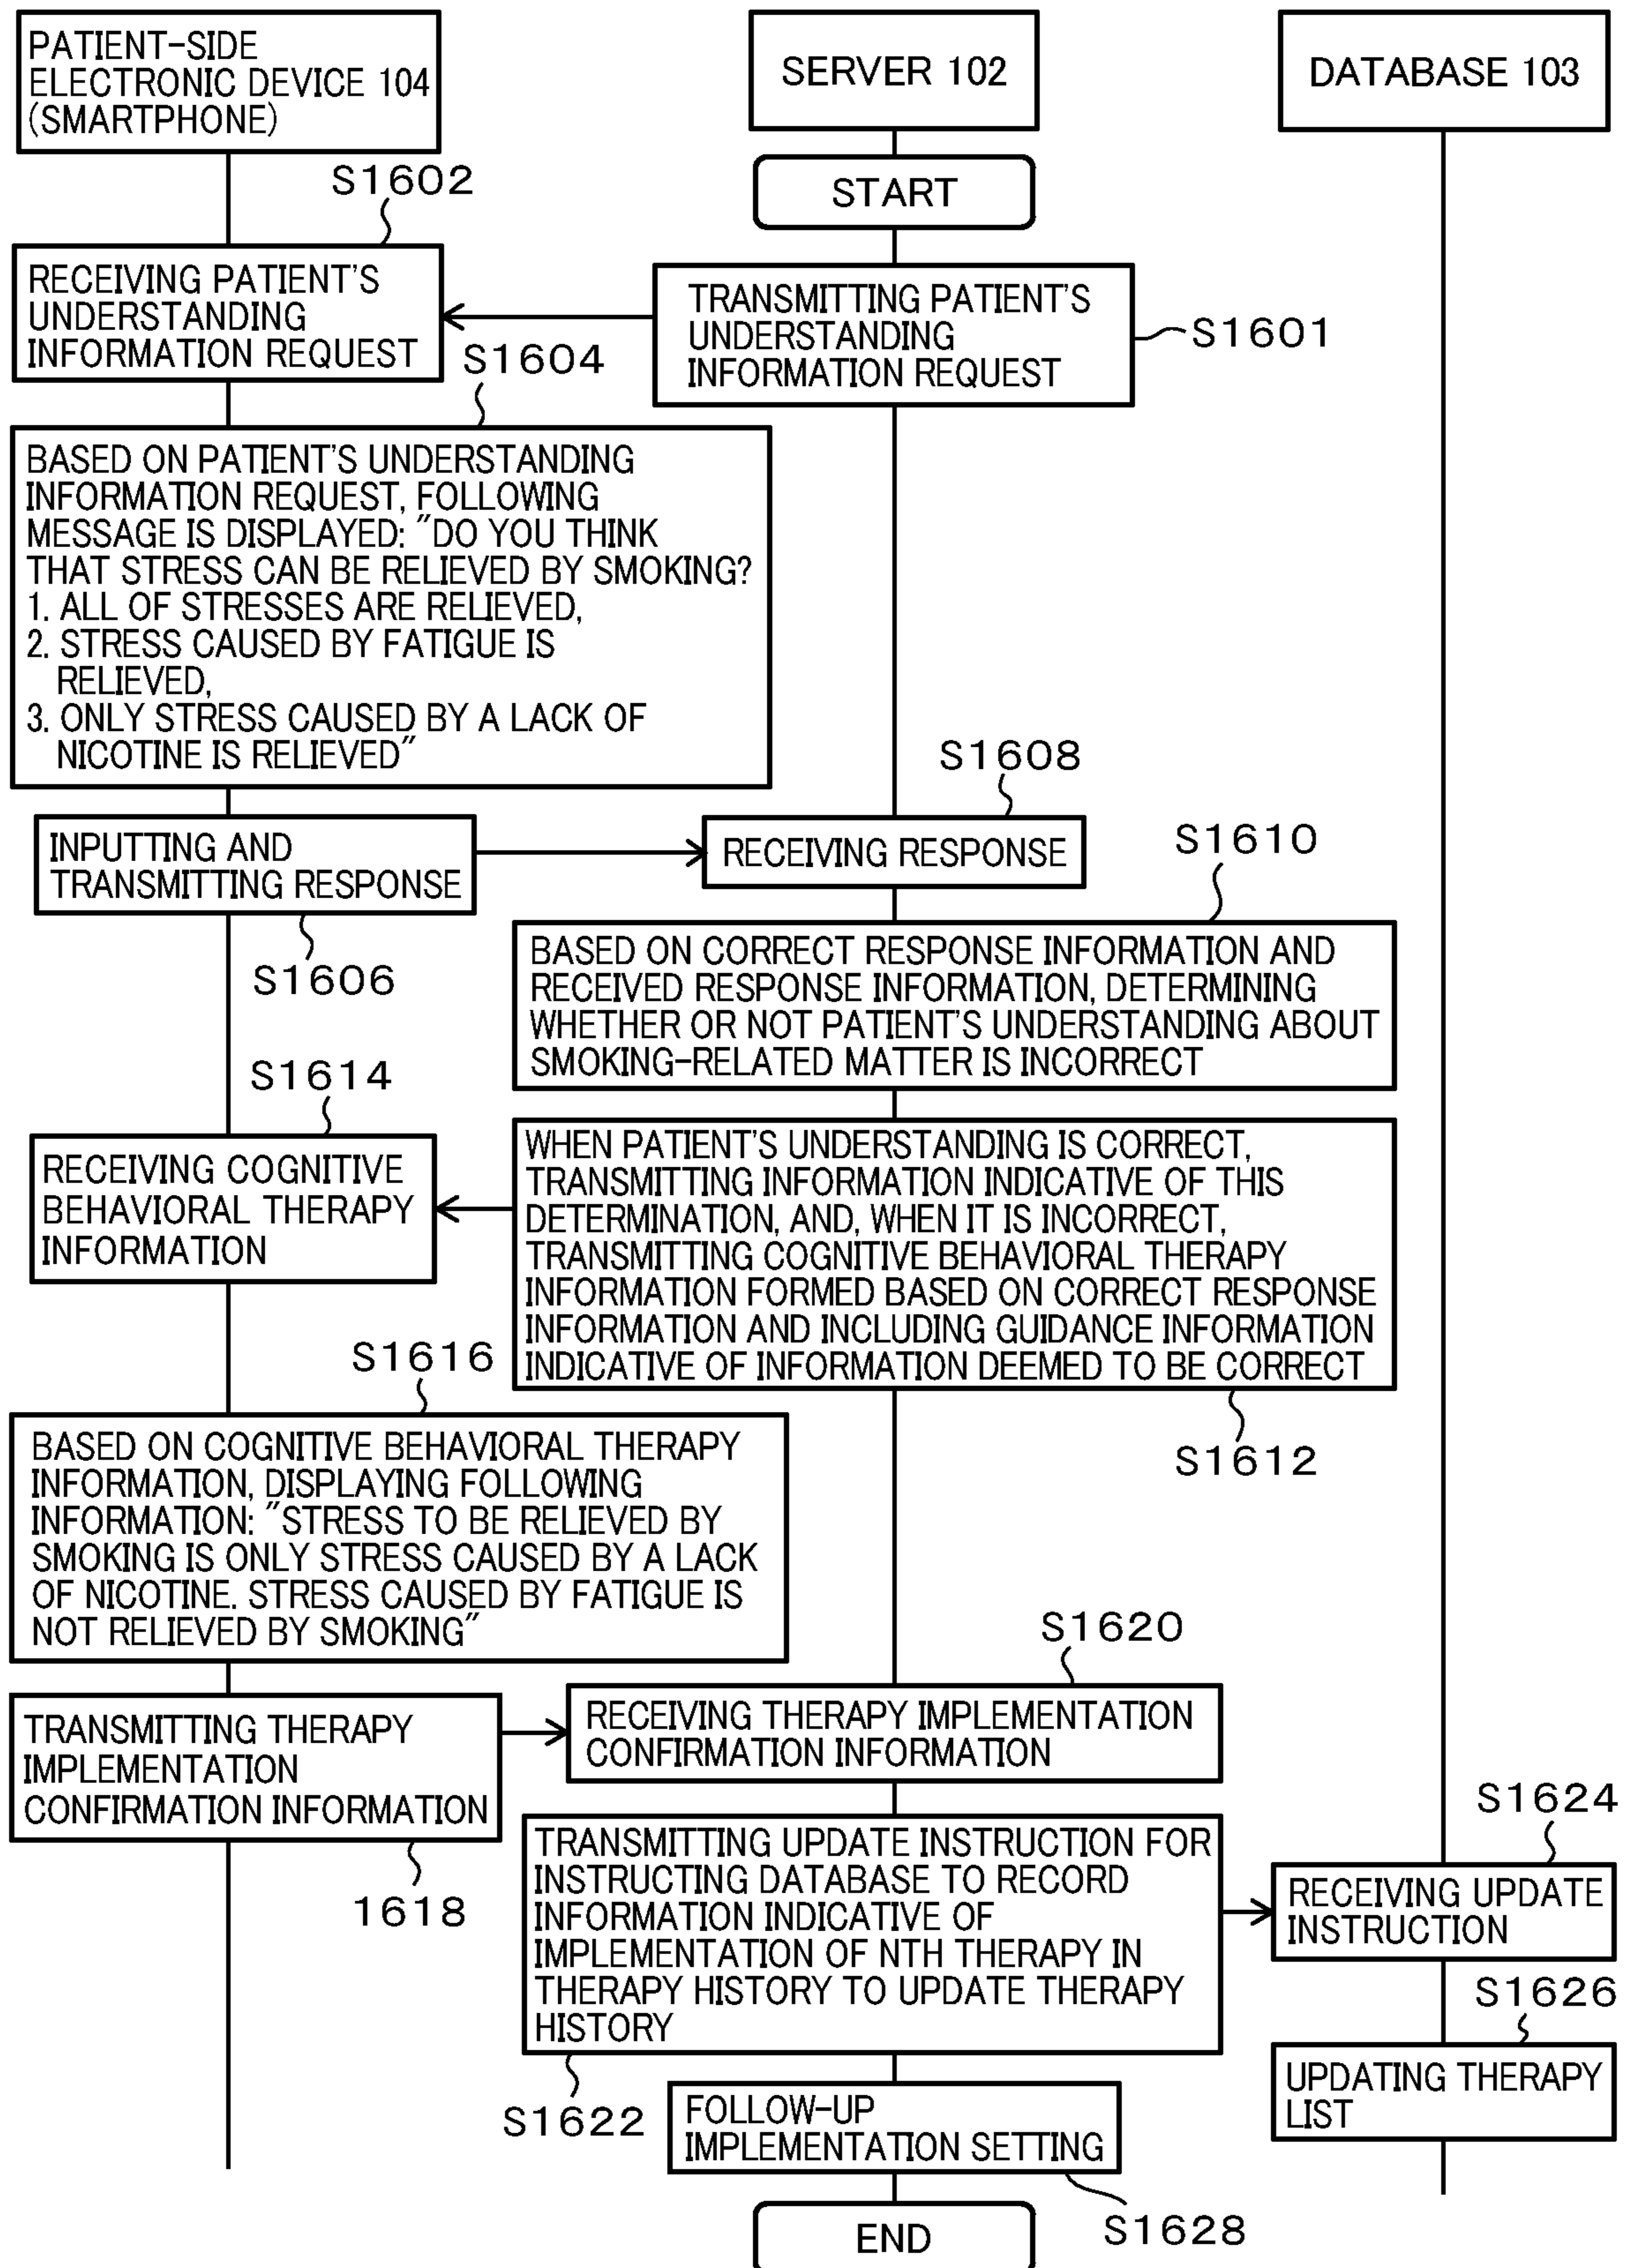 PATIENT-SIDE
ELECTRONIC DEVICE 104
(SMARTPHONE)
SERVER 102
DATABASE 103
START
S1602
RECEIVING PATIENT'S
UNDERSTANDING
INFORMATION REQUEST
TRANSMITTING PATIENT'S
UNDERSTANDING
INFORMATION REQUEST
S1601
S1604
BASED ON PATIENT'S UNDERSTANDING
INFORMATION REQUEST, FOLLOWING
MESSAGE IS DISPLAYED: "DO YOU THINK
THAT STRESS CAN BE RELIEVED BY SMOKING?
1. ALL OF STRESSES ARE RELIEVED,
2. STRESS CAUSED BY FATIGUE IS
RELIEVED,
3. ONLY STRESS CAUSED BY A LACK OF
NICOTINE IS RELIEVED"
S1608
INPUTTING AND
TRANSMITTING RESPONSE
RECEIVING RESPONSE
S1606
S1610
BASED ON CORRECT RESPONSE INFORMATION AND
RECEIVED RESPONSE INFORMATION, DETERMINING
WHETHER OR NOT PATIENT'S UNDERSTANDING ABOUT
SMOKING-RELATED MATTER IS INCORRECT
S1614
RECEIVING COGNITIVE
BEHAVIORAL THERAPY
INFORMATION
WHEN PATIENT'S UNDERSTANDING IS CORRECT,
TRANSMITTING INFORMATION INDICATIVE OF THIS
DETERMINATION, AND, WHEN IT IS INCORRECT,
TRANSMITTING COGNITIVE BEHAVIORAL THERAPY
INFORMATION FORMED BASED ON CORRECT RESPONSE
INFORMATION AND INCLUDING GUIDANCE INFORMATION
INDICATIVE OF INFORMATION DEEMED TO BE CORRECT
S1612
S1616
BASED ON COGNITIVE BEHAVIORAL THERAPY
INFORMATION, DISPLAYING FOLLOWING
INFORMATION: "STRESS TO BE RELIEVED BY
SMOKING IS ONLY STRESS CAUSED BY A LACK
OF NICOTINE. STRESS CAUSED BY FATIGUE IS
NOT RELIEVED BY SMOKING"
S1620
TRANSMITTING THERAPY
IMPLEMENTATION
CONFIRMATION INFORMATION
1618
RECEIVING THERAPY IMPLEMENTATION
CONFIRMATION INFORMATION
TRANSMITTING UPDATE INSTRUCTION FOR
INSTRUCTING DATABASE TO RECORD
INFORMATION INDICATIVE OF
IMPLEMENTATION OF NTH THERAPY IN
THERAPY HISTORY TO UPDATE THERAPY
HISTORY
S1622
S1624
RECEIVING UPDATE
INSTRUCTION
S1626
UPDATING THERAPY
LIST
FOLLOW-UP
IMPLEMENTATION SETTING
S1628
END